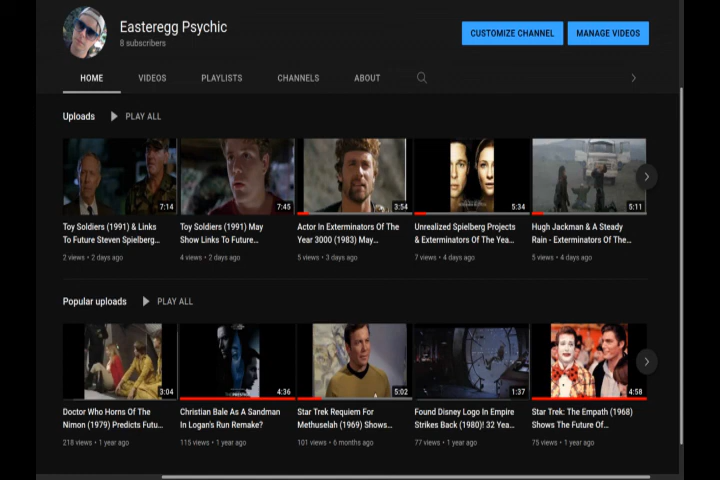 Easteregg Psychic
8 subscribers
CUSTOMIZE CHANNEL
MANAGE VIDEOS
HOME
VIDEOS
PLAYLISTS
CHANNELS
ABOUT
Uploads
PLAY ALL
7:14
7:45
3:54
5:34
5:11
Toy Soldiers (1991) & Links
To Future Steven Spielberg...
2 views • 2 days ago
Toy Soldiers (1991) May
Show Links To Future...
4 views • 2 days ago
Actor In Exterminators Of The
Year 3000 (1983) May...
5 views • 3 days ago
Unrealized Spielberg Projects
& Exterminators Of The Yea...
7 views • 4 days ago
Hugh Jackman & A Steady
Rain - Exterminators Of The...
5 views • 4 days ago
Popular uploads
PLAY ALL
3:04
4:36
5:02
1:37
4:58
Doctor Who Horns Of The
Nimon (1979) Predicts Futu...
218 views • 1 year ago
Christian Bale As A Sandman
In Logan's Run Remake?
115 views • 1 year ago
Star Trek Requiem For
Methuselah (1969) Shows...
101 views • 6 months ago
Found Disney Logo In Empire
Strikes Back (1980)! 32 Yea...
77 views • 1 year ago
Star Trek: The Empath (1968)
Shows The Future Of...
75 views • 1 year ago